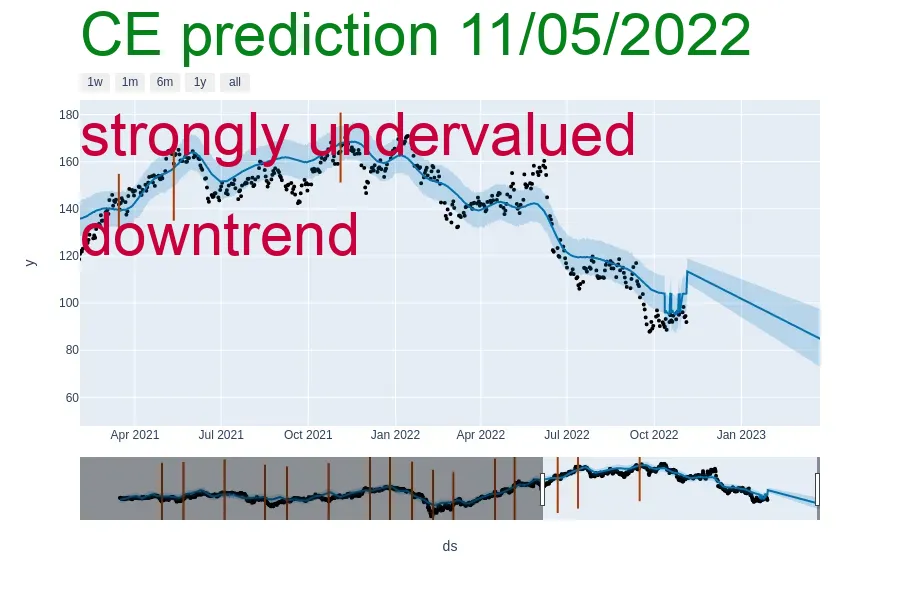 CE prediction 11/05/2022
1w 1m 6m 1y all
strongly undervalued
downtrend
180
160
140
120
100
80
60
y
Apr 2021 Jul 2021 Oct 2021 Jan 2022 Apr 2022 Jul 2022 Oct 2022 Jan 2023
ds